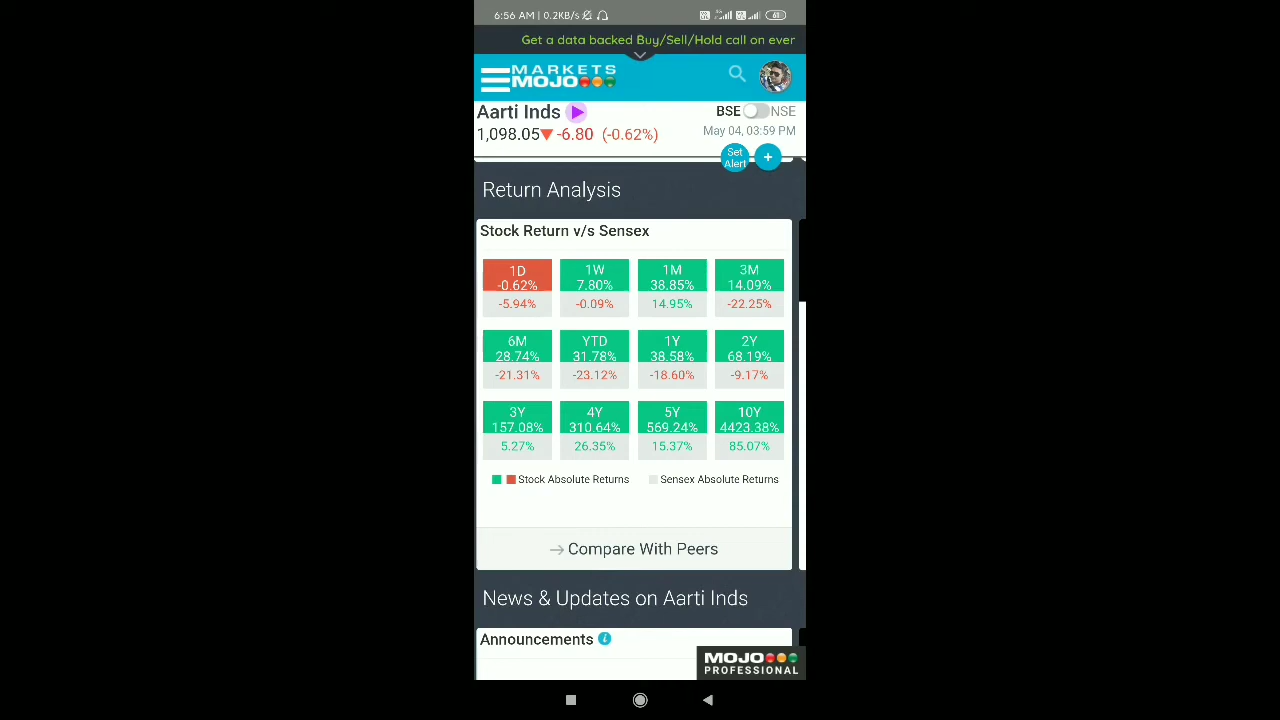 6:56 AM | 0.2KB/s
Get a data backed Buy/Sell/Hold call on ever
MARKETS
MOJO
Aarti Inds
BSE NSE
1,098.05 -6.80 (-0.62%)
May 04, 03:59 PM
Set
Alert
+
Return Analysis
Stock Return v/s Sensex
1D 1W 1M 3M
-0.62% 7.80% 38.85% 14.09%
-5.94% -0.09% 14.95% -22.25%
6M YTD 1Y 2Y
28.74% 31.78% 38.58% 68.19%
-21.31% -23.12% -18.60% -9.17%
3Y 4Y 5Y 10Y
157.08% 310.64% 569.24% 4423.38%
5.27% 26.35% 15.37% 85.07%
Stock Absolute Returns Sensex Absolute Returns
→ Compare With Peers
News & Updates on Aarti Inds
Announcements i
MOJO
PROFESSIONAL